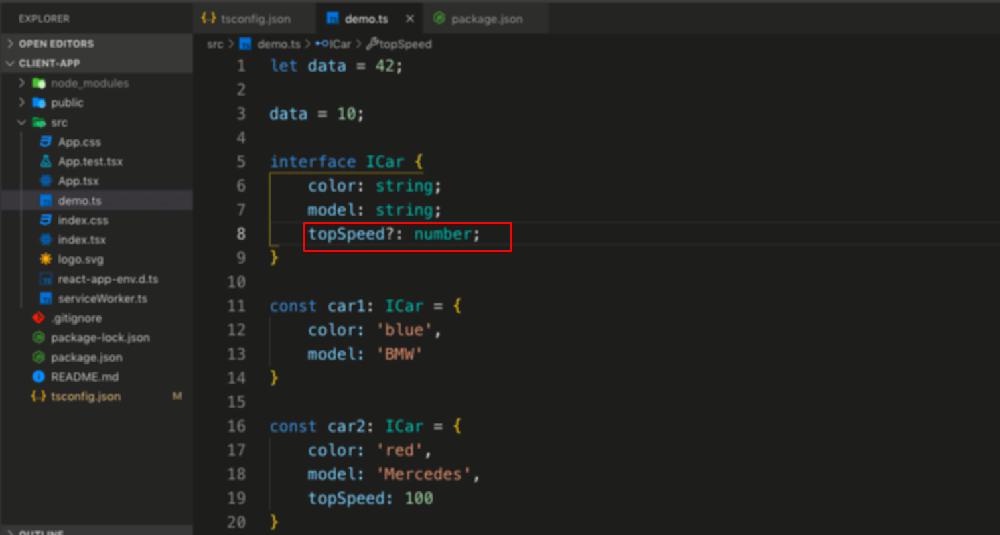 EXPLORER
OPEN EDITORS
CLIENT-APP
node_modules
public
src
App.css
App.test.tsx
App.tsx
demo.ts
index.css
index.tsx
logo.svg
react-app-env.d.ts
serviceWorker.ts
.gitignore
package-lock.json
package.json
README.md
tsconfig.json M
OUTLINE
tsconfig.json demo.ts package.json
src > demo.ts > ICar > topSpeed
1 let data = 42;
2
3 data = 10;
4
5 interface ICar {
6 color: string;
7 model: string;
8 topSpeed?: number;
9 }
10
11 const car1: ICar = {
12 color: 'blue',
13 model: 'BMW'
14 }
15
16 const car2: ICar = {
17 color: 'red',
18 model: 'Mercedes',
19 topSpeed: 100
20 }